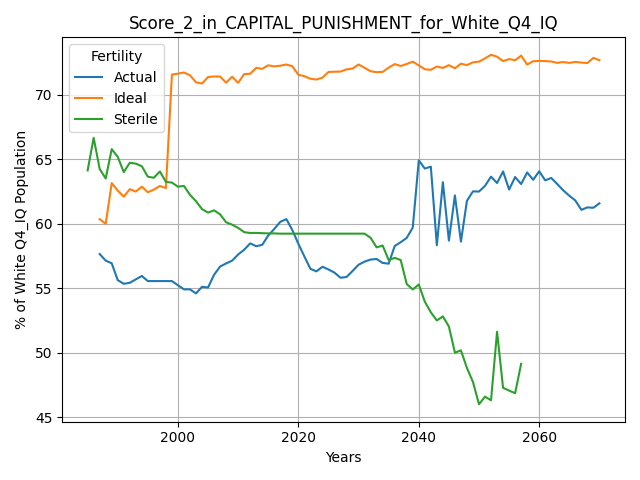 Score_2_in_CAPITAL_PUNISHMENT_for_White_Q4_IQ
Fertility
Actual
Ideal
Sterile
% of White Q4_IQ Population
70
65
60
55
50
45
2000
2020
2040
2060
Years